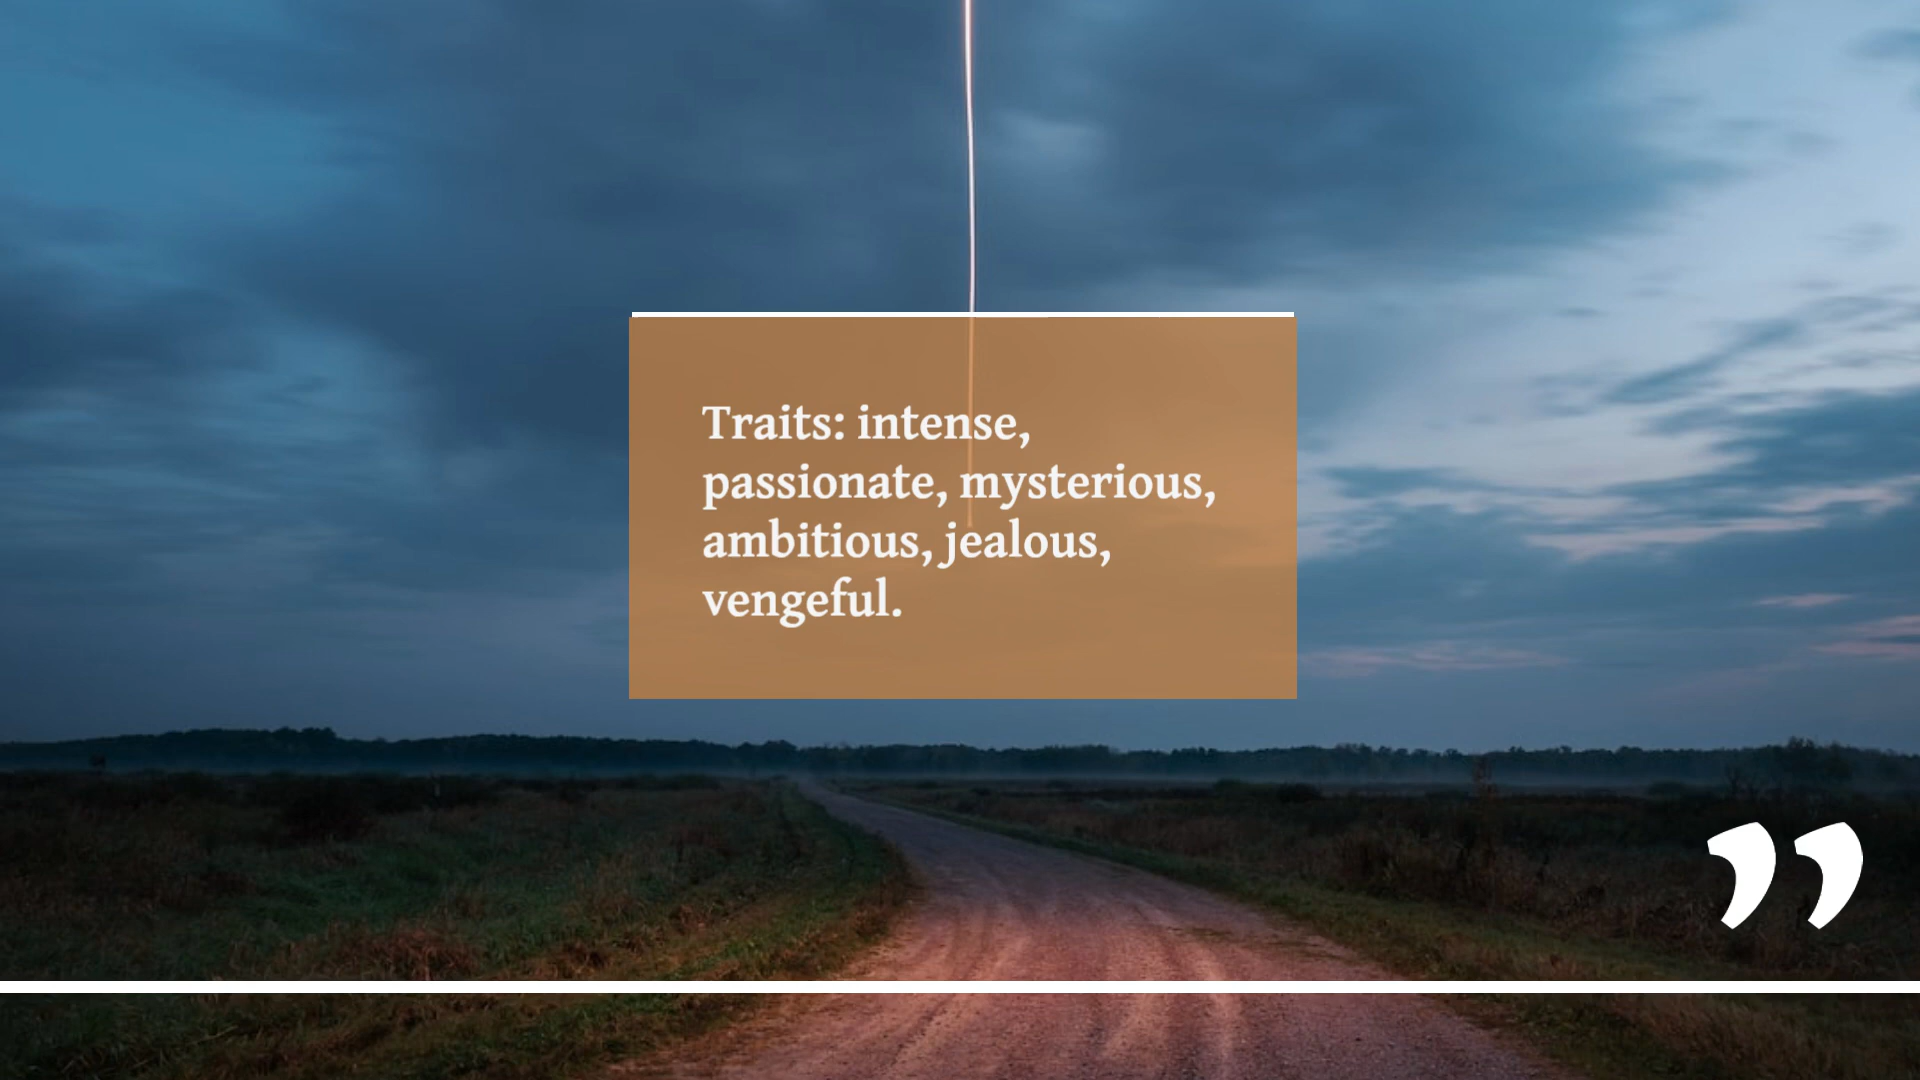 Traits: intense,
passionate, mysterious,
ambitious, jealous,
vengeful.
”